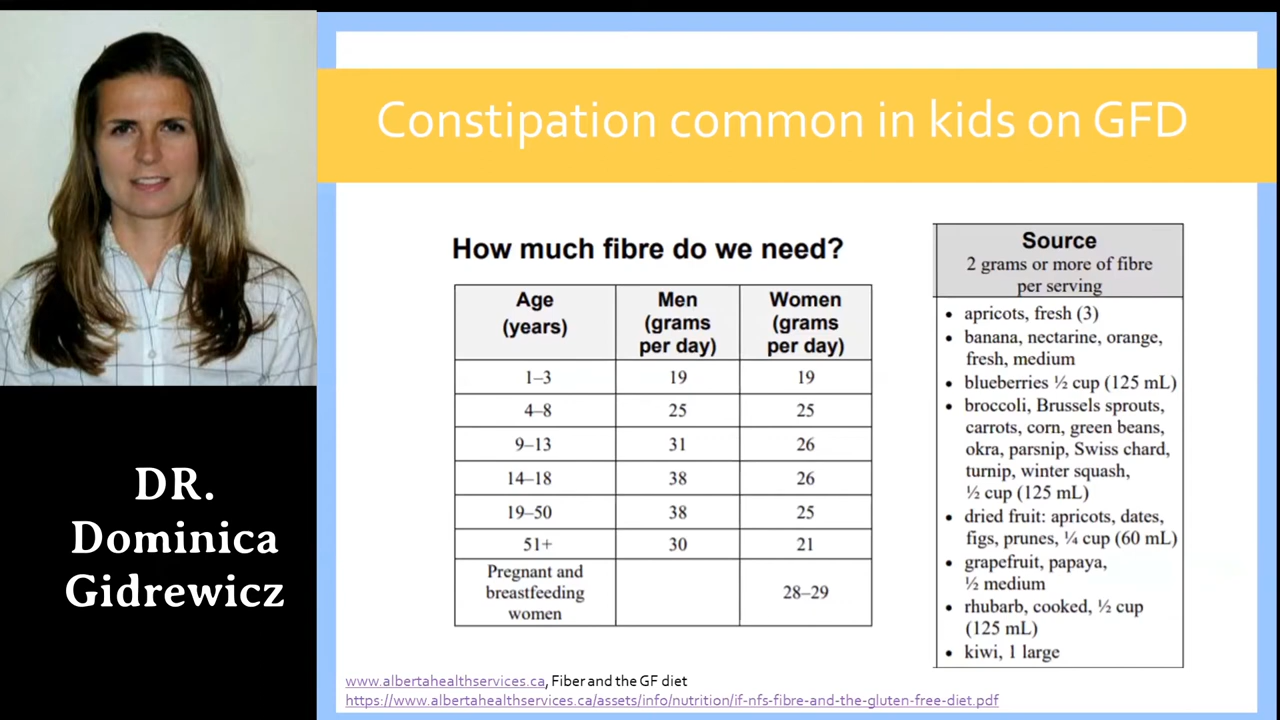 DR.
Dominica
Gidrewicz
Constipation common in kids on GFD
How much fibre do we need?
Age (years) Men (grams per day) Women (grams per day)
1–3 19 19
4–8 25 25
9–13 31 26
14–18 38 26
19–50 38 25
51+ 30 21
Pregnant and breastfeeding women 28–29
Source
2 grams or more of fibre
per serving
• apricots, fresh (3)
• banana, nectarine, orange,
fresh, medium
• blueberries ½ cup (125 mL)
• broccoli, Brussels sprouts,
carrots, corn, green beans,
okra, parsnip, Swiss chard,
turnip, winter squash,
½ cup (125 mL)
• dried fruit: apricots, dates,
figs, prunes, ¼ cup (60 mL)
• grapefruit, papaya,
½ medium
• rhubarb, cooked, ½ cup
(125 mL)
• kiwi, 1 large
www.albertahealthservices.ca, Fiber and the GF diet
https://www.albertahealthservices.ca/assets/info/nutrition/if-nfs-fibre-and-the-gluten-free-diet.pdf